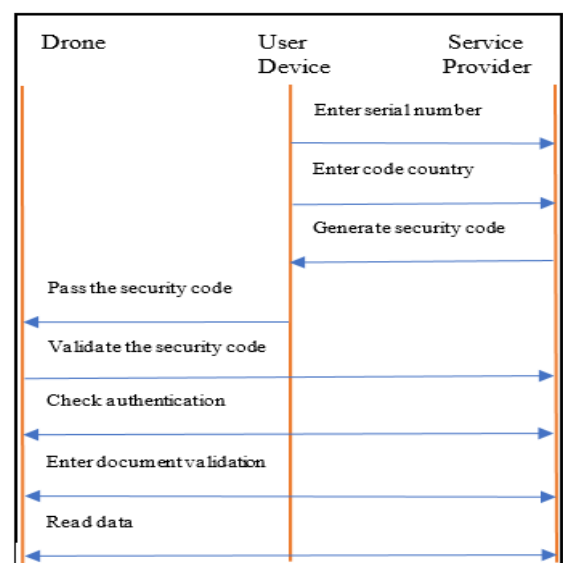 Drone
User
Device
Service
Provider
Enter serial number
Enter code country
Generate security code
Pass the security code
Validate the security code
Check authentication
Enter document validation
Read data